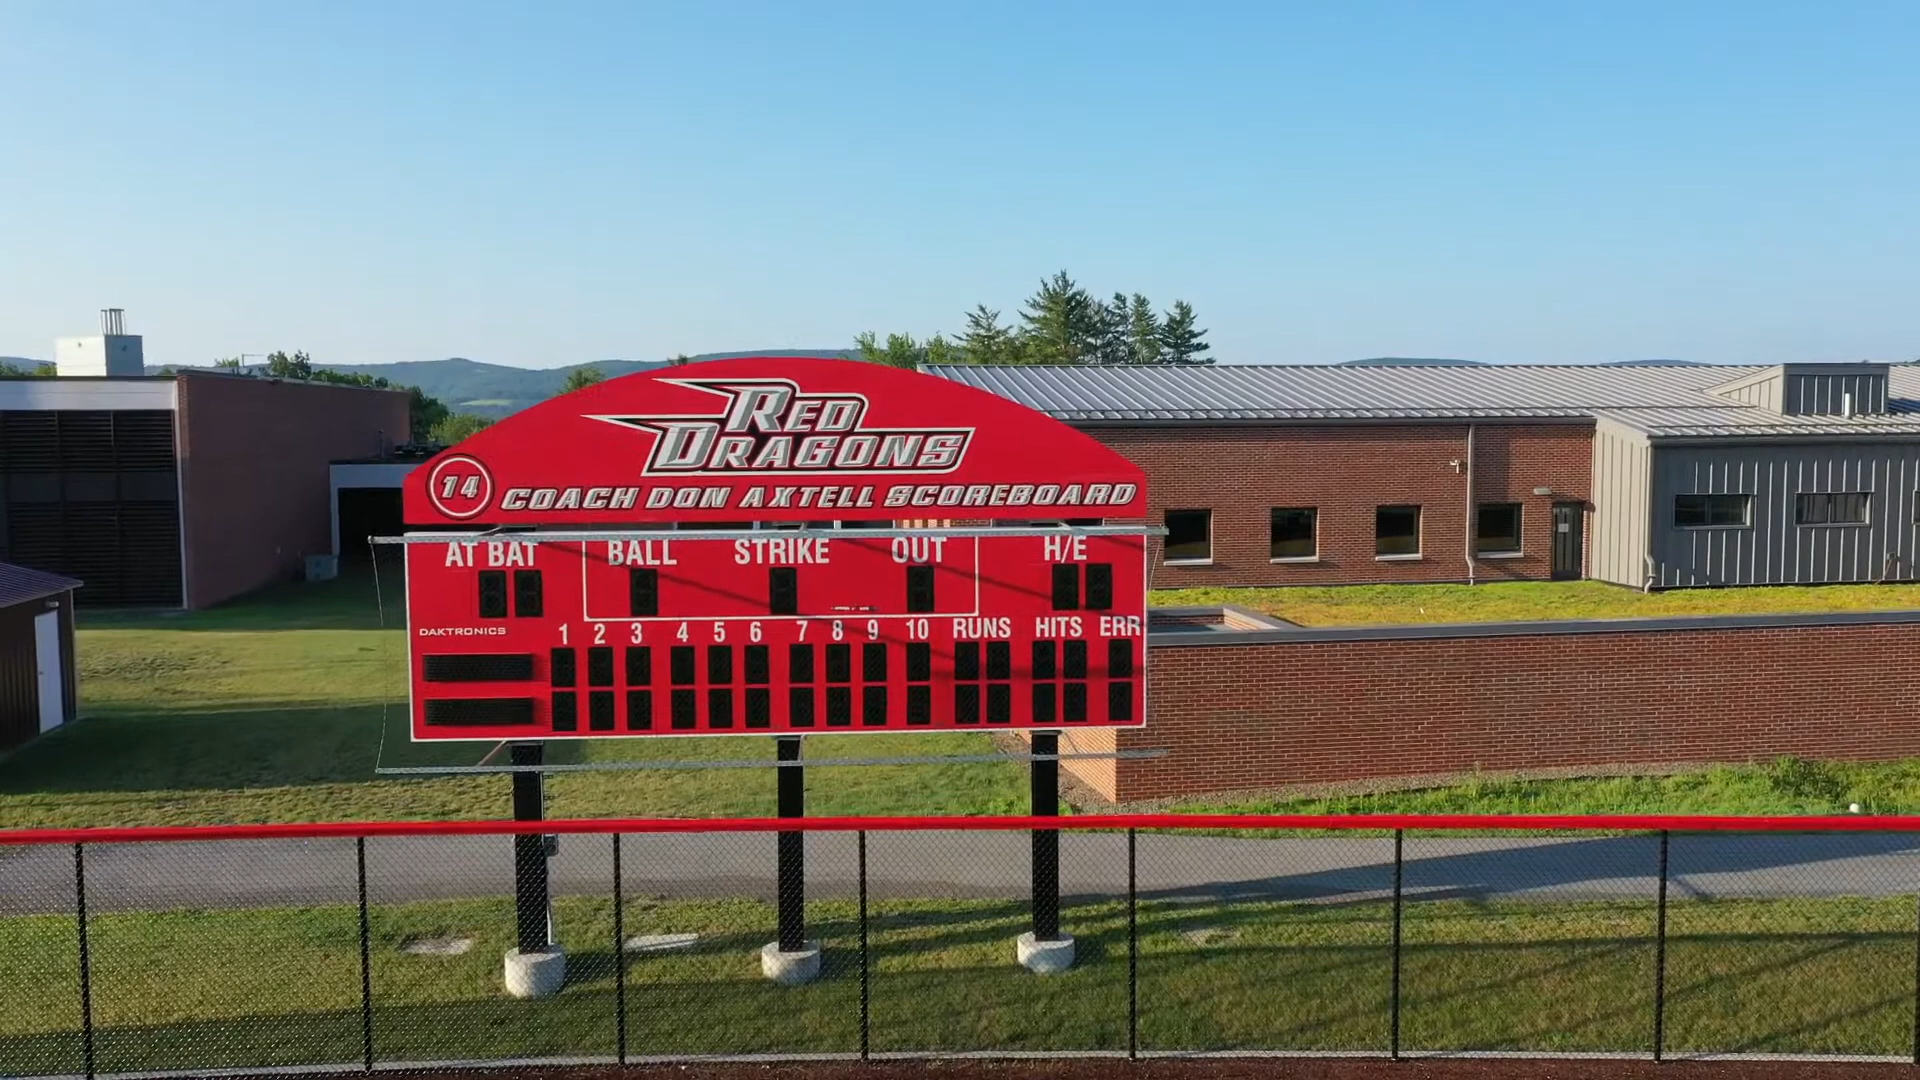 RED
DRAGONS
14 COACH DON AXTELL SCOREBOARD
AT BAT BALL STRIKE OUT H/E
DAKTRONICS 1 2 3 4 5 6 7 8 9 10 RUNS HITS ERR